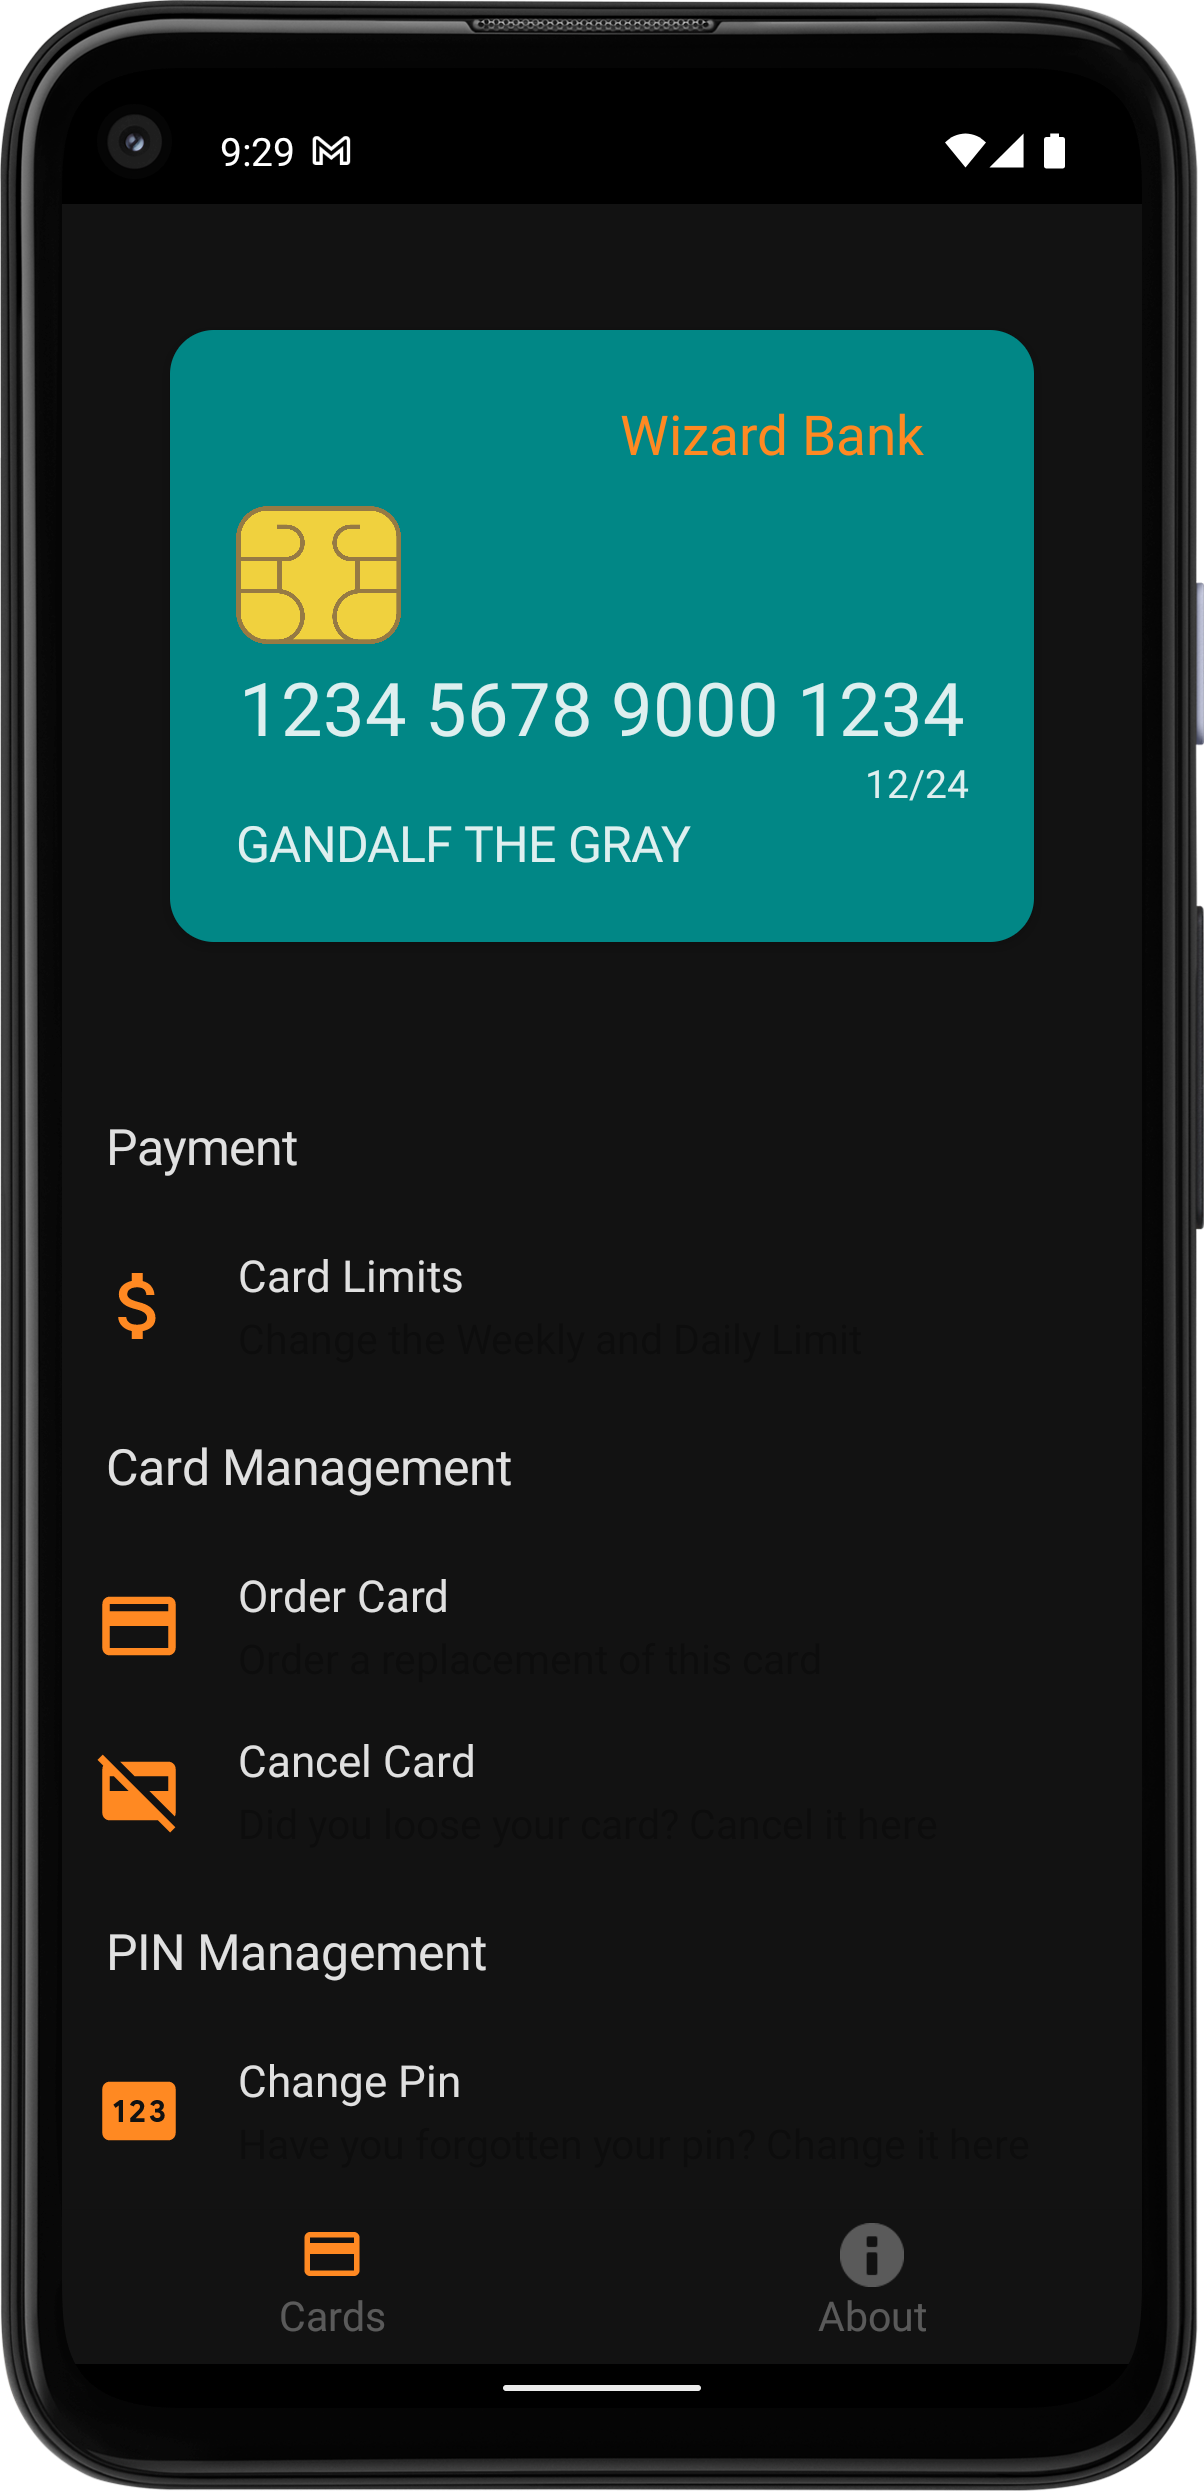 9:29
Wizard Bank
1234 5678 9000 1234
12/24
GANDALF THE GRAY
Payment
Card Limits
Change the Weekly and Daily Limit
Card Management
Order Card
Order a replacement of this card
Cancel Card
Did you loose your card? Cancel it here
PIN Management
123
Change Pin
Have you forgotten your pin? Change it here
Cards
About